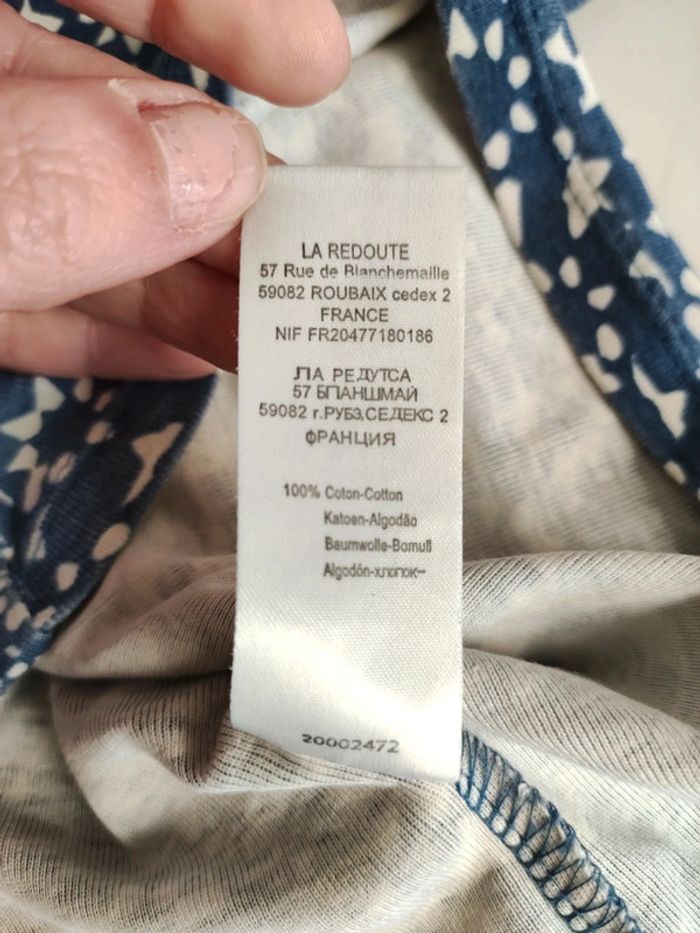 LA REDOUTE
57 Rue de Blanchemaille
59082 ROUBAIX cedex 2
FRANCE
NIF FR20477180186
ЛА РЕДУТСА
57 БПАНШМАЙ
59082 г.РУБЭ,СЕДЕКС 2
ФРАНЦИЯ
100% Coton-Cotton
Katoen-Algodão
Baumwolle-Bomull
Algodón-хлопок-
20002472